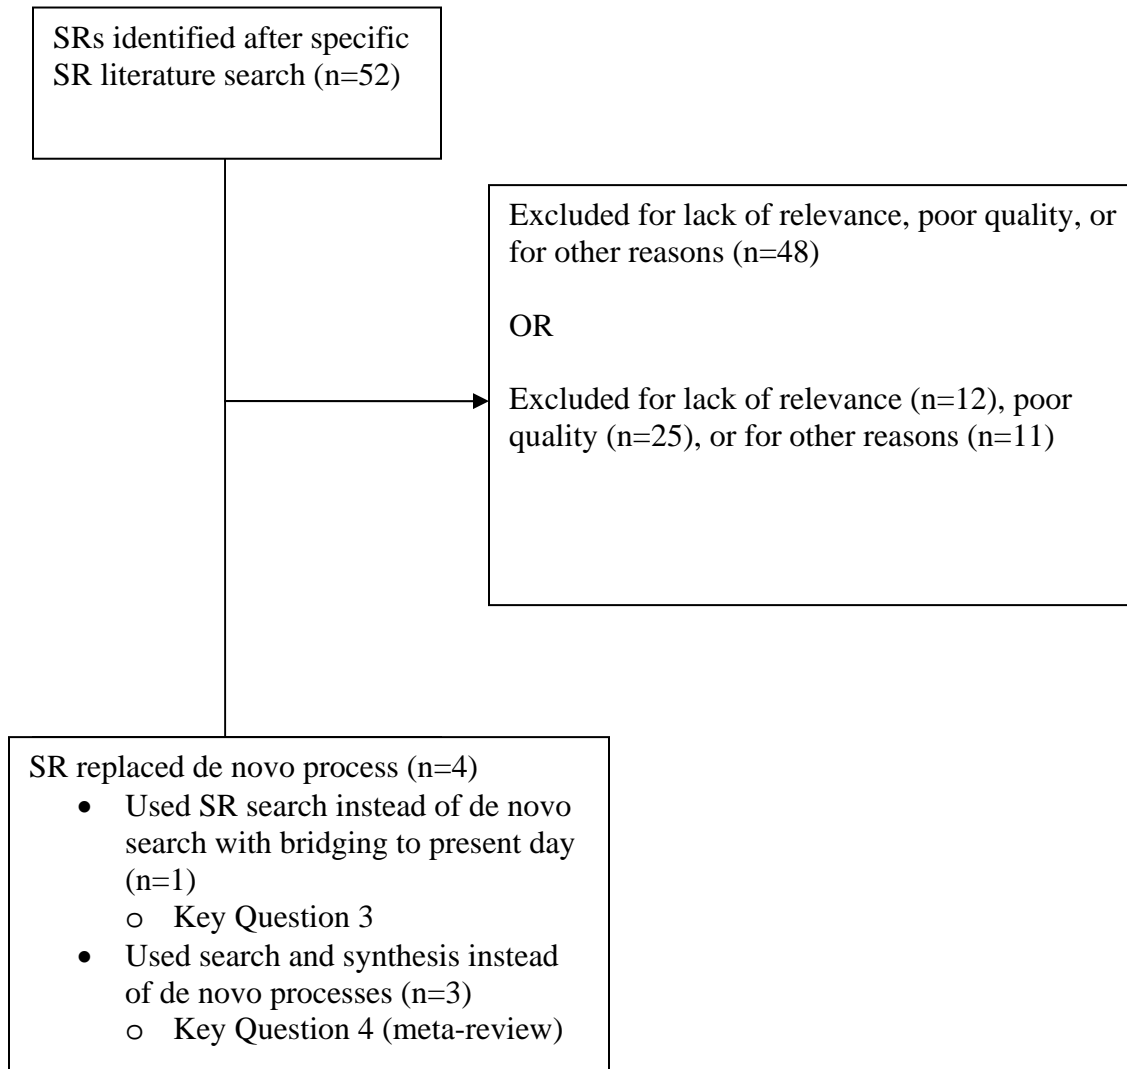 SRs identified after specific
SR literature search (n=52)
Excluded for lack of relevance, poor quality, or
for other reasons (n=48)
OR
Excluded for lack of relevance (n=12), poor
quality (n=25), or for other reasons (n=11)
SR replaced de novo process (n=4)
• Used SR search instead of de novo
search with bridging to present day
(n=1)
o Key Question 3
• Used search and synthesis instead
of de novo processes (n=3)
o Key Question 4 (meta-review)